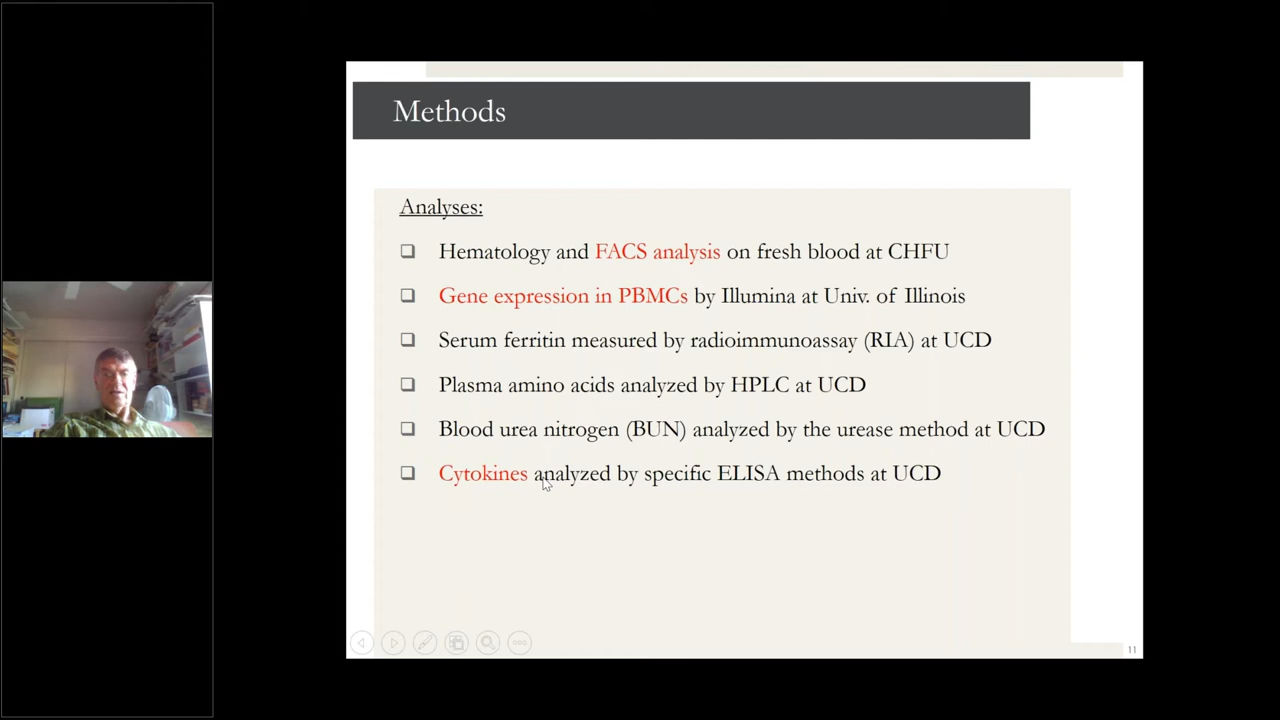 Methods
Analyses:
Hematology and FACS analysis on fresh blood at CHFU
Gene expression in PBMCs by Illumina at Univ. of Illinois
Serum ferritin measured by radioimmunoassay (RIA) at UCD
Plasma amino acids analyzed by HPLC at UCD
Blood urea nitrogen (BUN) analyzed by the urease method at UCD
Cytokines analyzed by specific ELISA methods at UCD
11